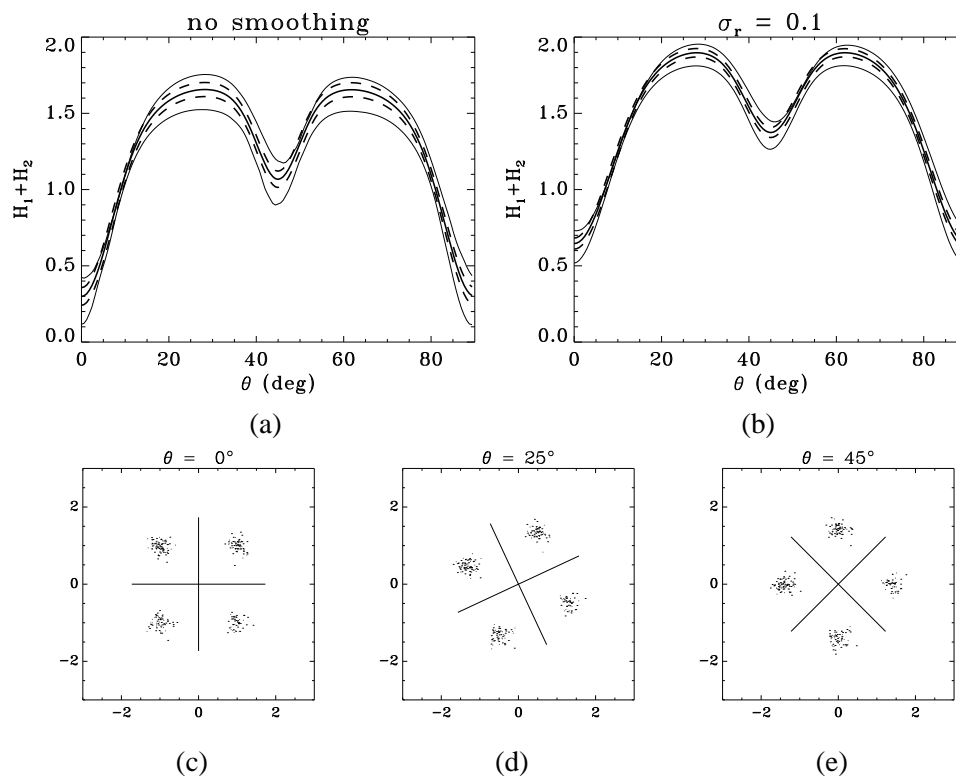 no smoothing
σr = 0.1
2.0
1.5
1.0
0.5
0.0
H1+H2
0 20 40 60 80
θ (deg)
2.0
1.5
1.0
0.5
0.0
H1+H2
0 20 40 60 80
θ (deg)
(a)
(b)
θ = 0°
θ = 25°
θ = 45°
2
0
−2
−2 0 2
2
0
−2
−2 0 2
2
0
−2
−2 0 2
(c)
(d)
(e)